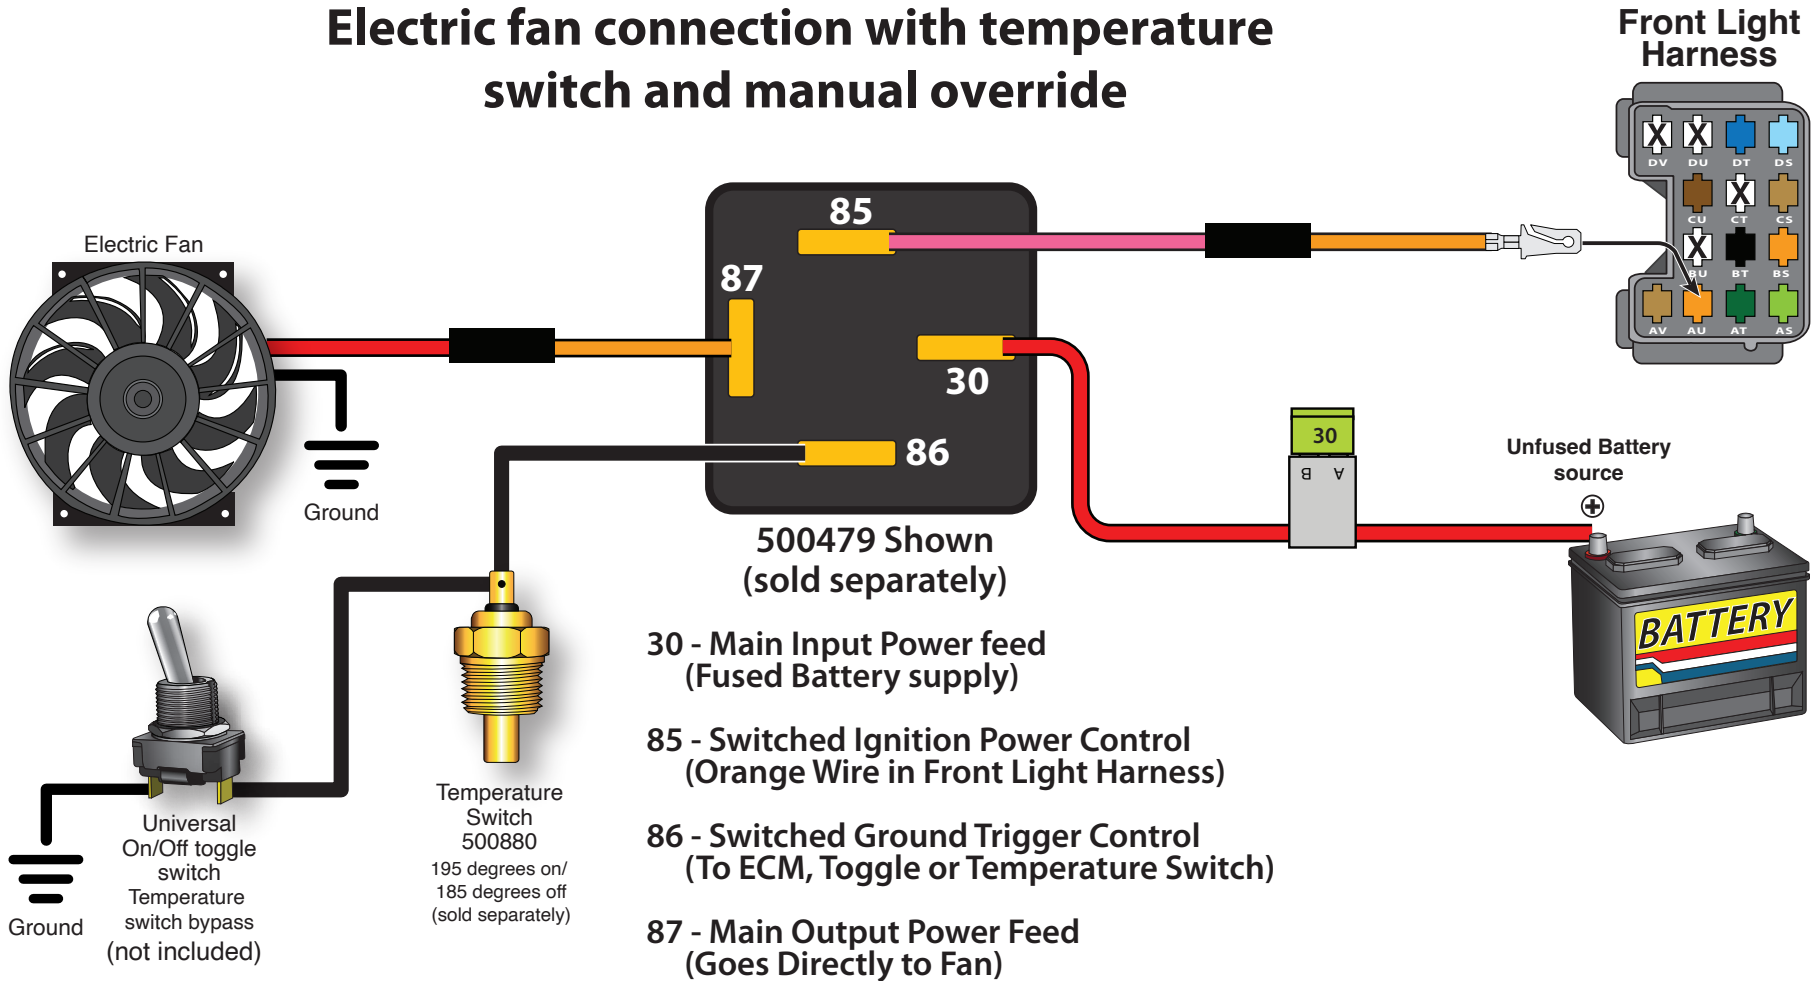 Electric fan connection with temperature
switch and manual override
Front Light
Harness
X X
DV DU DT DS
X
CU CT CS
X
BU BT BS
AV AU AT AS
85
87
30
86
Electric Fan
Ground
500479 Shown
(sold separately)
30
B A
Unfused Battery
source
+
BATTERY
30 - Main Input Power feed
(Fused Battery supply)
85 - Switched Ignition Power Control
(Orange Wire in Front Light Harness)
86 - Switched Ground Trigger Control
(To ECM, Toggle or Temperature Switch)
87 - Main Output Power Feed
(Goes Directly to Fan)
Temperature
Switch
500880
195 degrees on/
185 degrees off
(sold separately)
Universal
On/Off toggle
switch
Temperature
switch bypass
(not included)
Ground